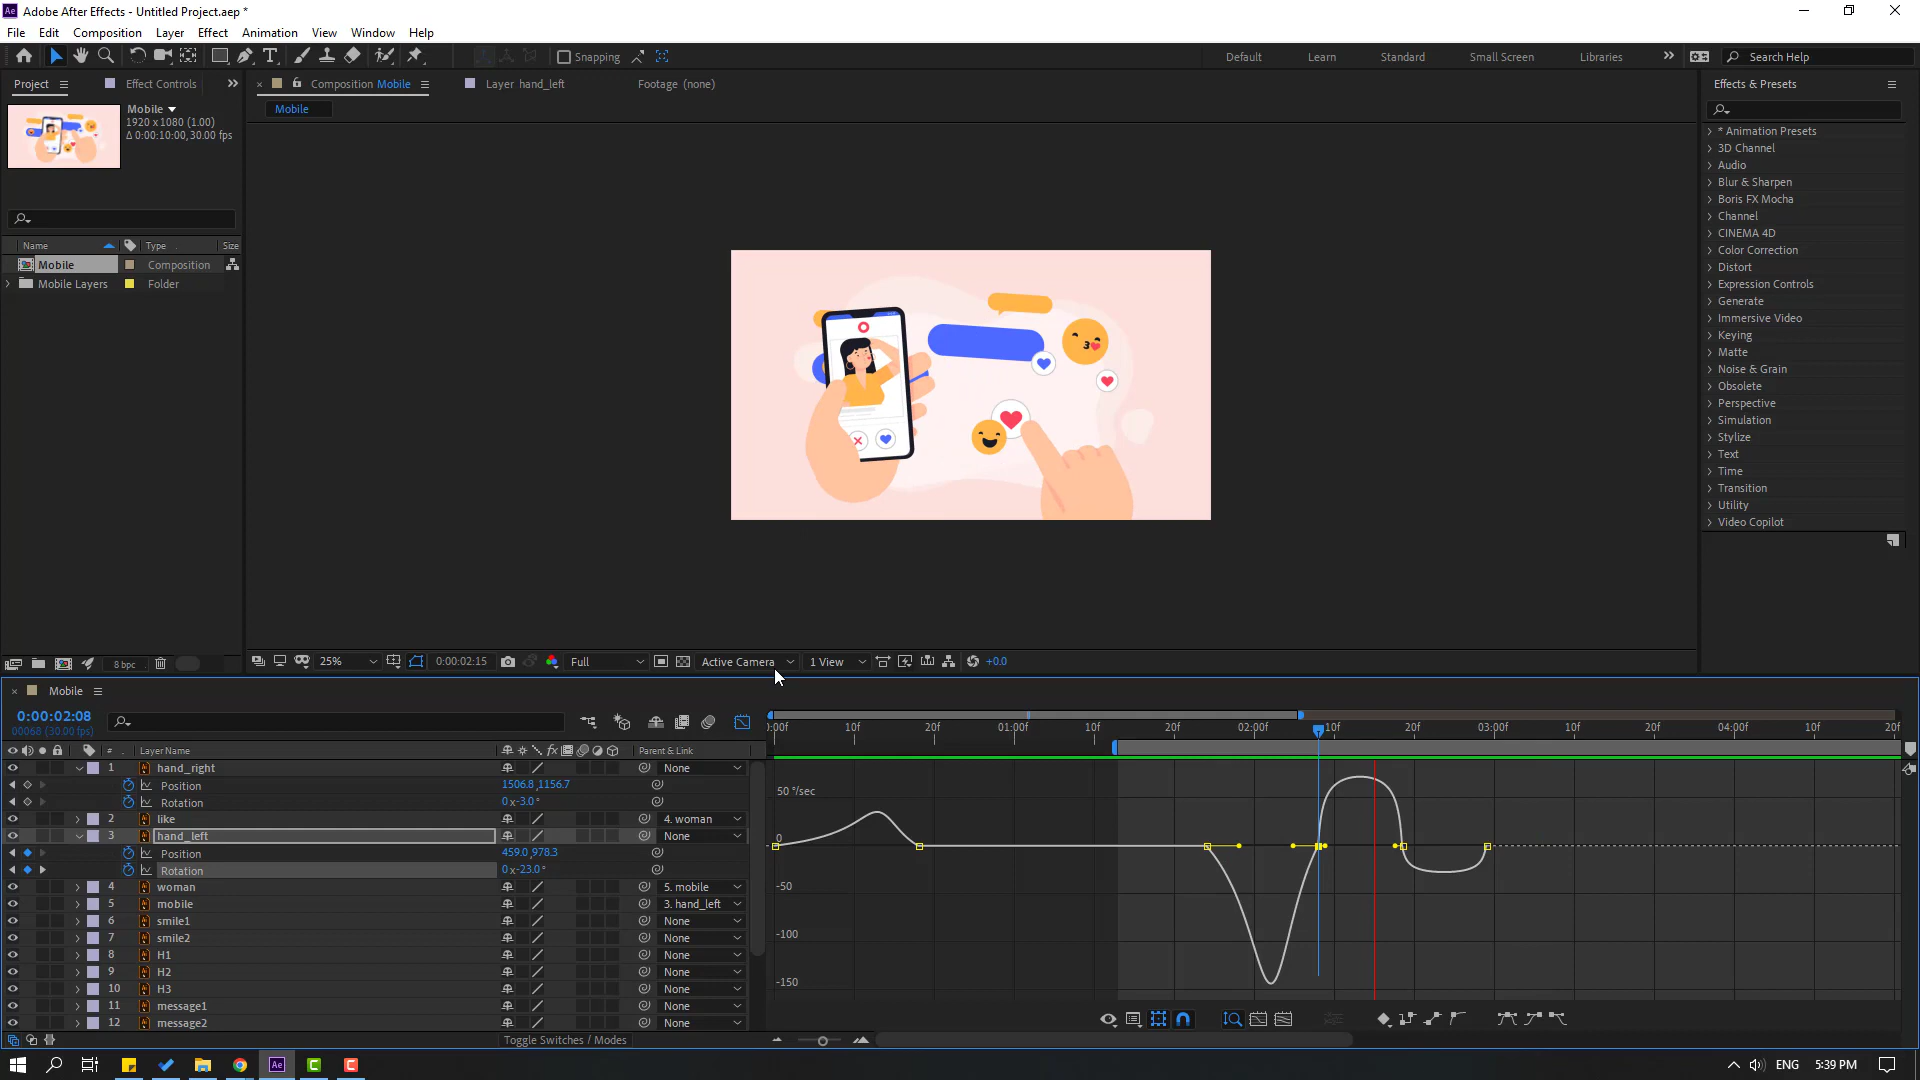 Ae Adobe After Effects - Untitled Project.aep *
File Edit Composition Layer Effect Animation View Window Help
Snapping Default Learn Standard Small Screen Libraries Search Help
Project Effect Controls Composition Mobile Layer hand_left Footage (none) Effects & Presets
Mobile
1920 x 1080 (1.00)
Δ 0:00:10:00, 30.00 fps
Mobile
* Animation Presets
3D Channel
Audio
Blur & Sharpen
Boris FX Mocha
Channel
CINEMA 4D
Color Correction
Distort
Expression Controls
Generate
Immersive Video
Keying
Matte
Noise & Grain
Obsolete
Perspective
Simulation
Stylize
Text
Time
Transition
Utility
Video Copilot
Name Type Size
Mobile Composition
Mobile Layers Folder
8 bpc
25% 0:00:02:15 Full Active Camera 1 View +0.0
Mobile
0:00:02:08
00068 (30.00 fps)
:00f 10f 20f 01:00f 10f 20f 02:00f 10f 20f 03:00f 10f 20f 04:00f 10f 20f
# Layer Name fx Parent & Link
1 hand_right None
Position 1506.8,1156.7
Rotation 0x-3.0°
2 like 4. woman
3 hand_left None
Position 459.0,978.3
Rotation 0x-23.0°
4 woman 5. mobile
5 mobile 3. hand_left
6 smile1 None
7 smile2 None
8 H1 None
9 H2 None
10 H3 None
11 message1 None
12 message2 None
50 °/sec
0
-50
-100
-150
Toggle Switches / Modes
Ae C C ENG 5:39 PM